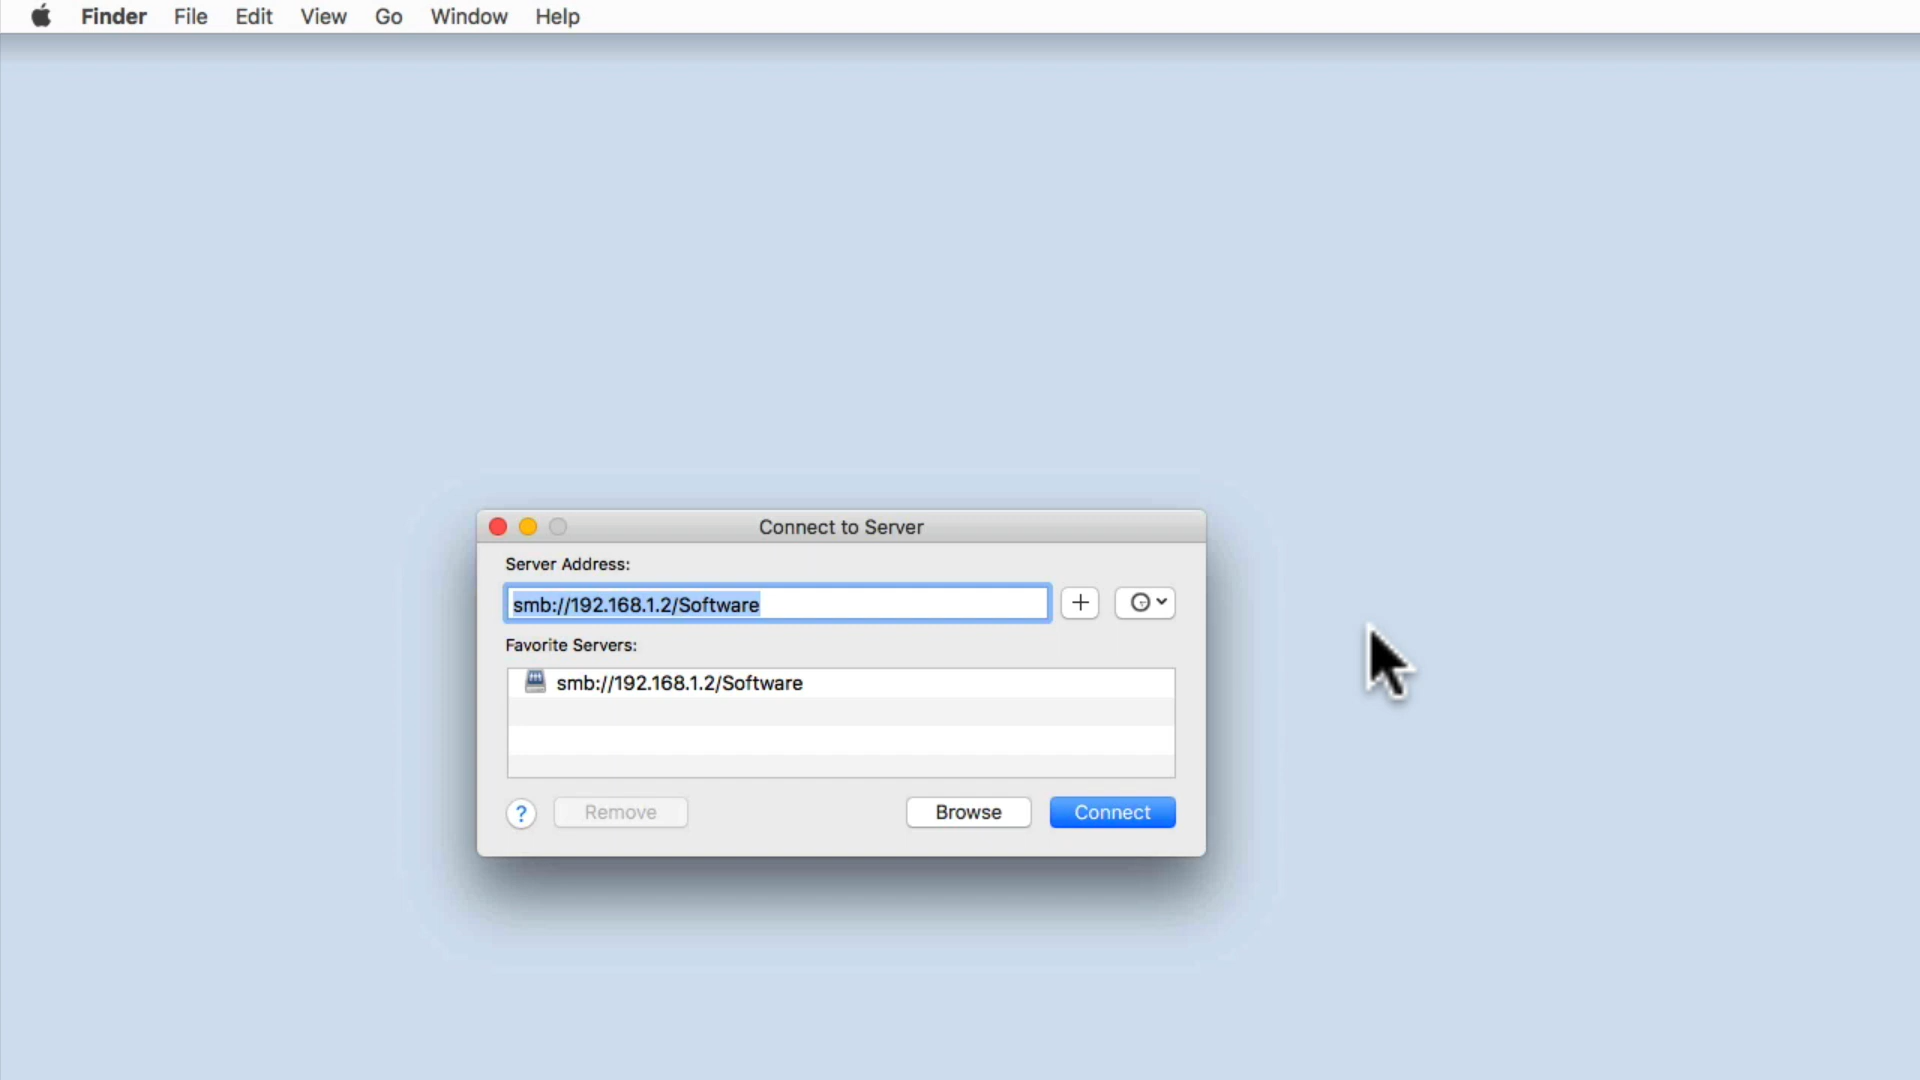 Finder File Edit View Go Window Help
Connect to Server
Server Address:
smb://192.168.1.2/Software
Favorite Servers:
smb://192.168.1.2/Software
? Remove Browse Connect